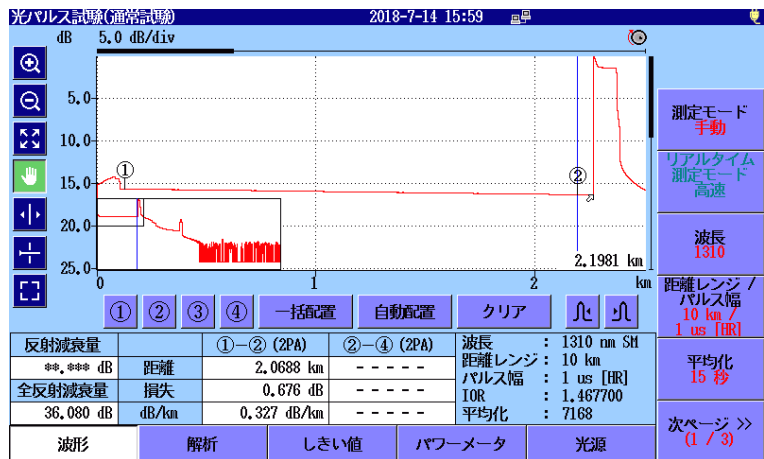 光パルス試験(通常試験) 2018-7-14 15:59
dB 5.0 dB/div
5.0
10.0
15.0
20.0
25.0
① ②
2.1981 km
0 1 2 km
① ② ③ ④ 一括配置 自動配置 クリア
反射減衰量 ①−② (2PA) ②−④ (2PA)
**.*** dB 距離 2.0688 km - - - - -
全反射減衰量 損失 0.676 dB - - - - -
36.080 dB dB/km 0.327 dB/km - - - - -
波長 : 1310 nm SM
距離レンジ : 10 km
パルス幅 : 1 us [HR]
IOR : 1.467700
平均化 : 7168
波形 解析 しきい値 パワーメータ 光源
測定モード
手動
リアルタイム
測定モード
高速
波長
1310
距離レンジ /
パルス幅
10 km /
1 us [HR]
平均化
15 秒
次ページ >>
(1 / 3)